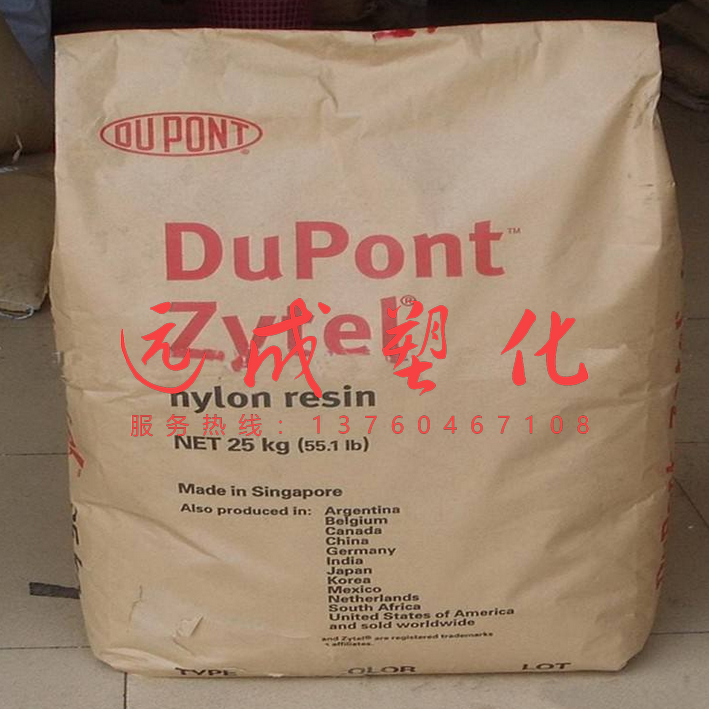 DU PONT®
DuPont™
Zytel®
远成塑化
nylon resin
服务热线：13760467108
NET 25 kg (55.1 lb)
Made in Singapore
Also produced in: Argentina
Belgium
Canada
China
Germany
India
Japan
Korea
Mexico
Netherlands
South Africa
United States of America
and sold worldwide
and Zytel® are registered trademarks
affiliates.
TYPE OLOR LOT